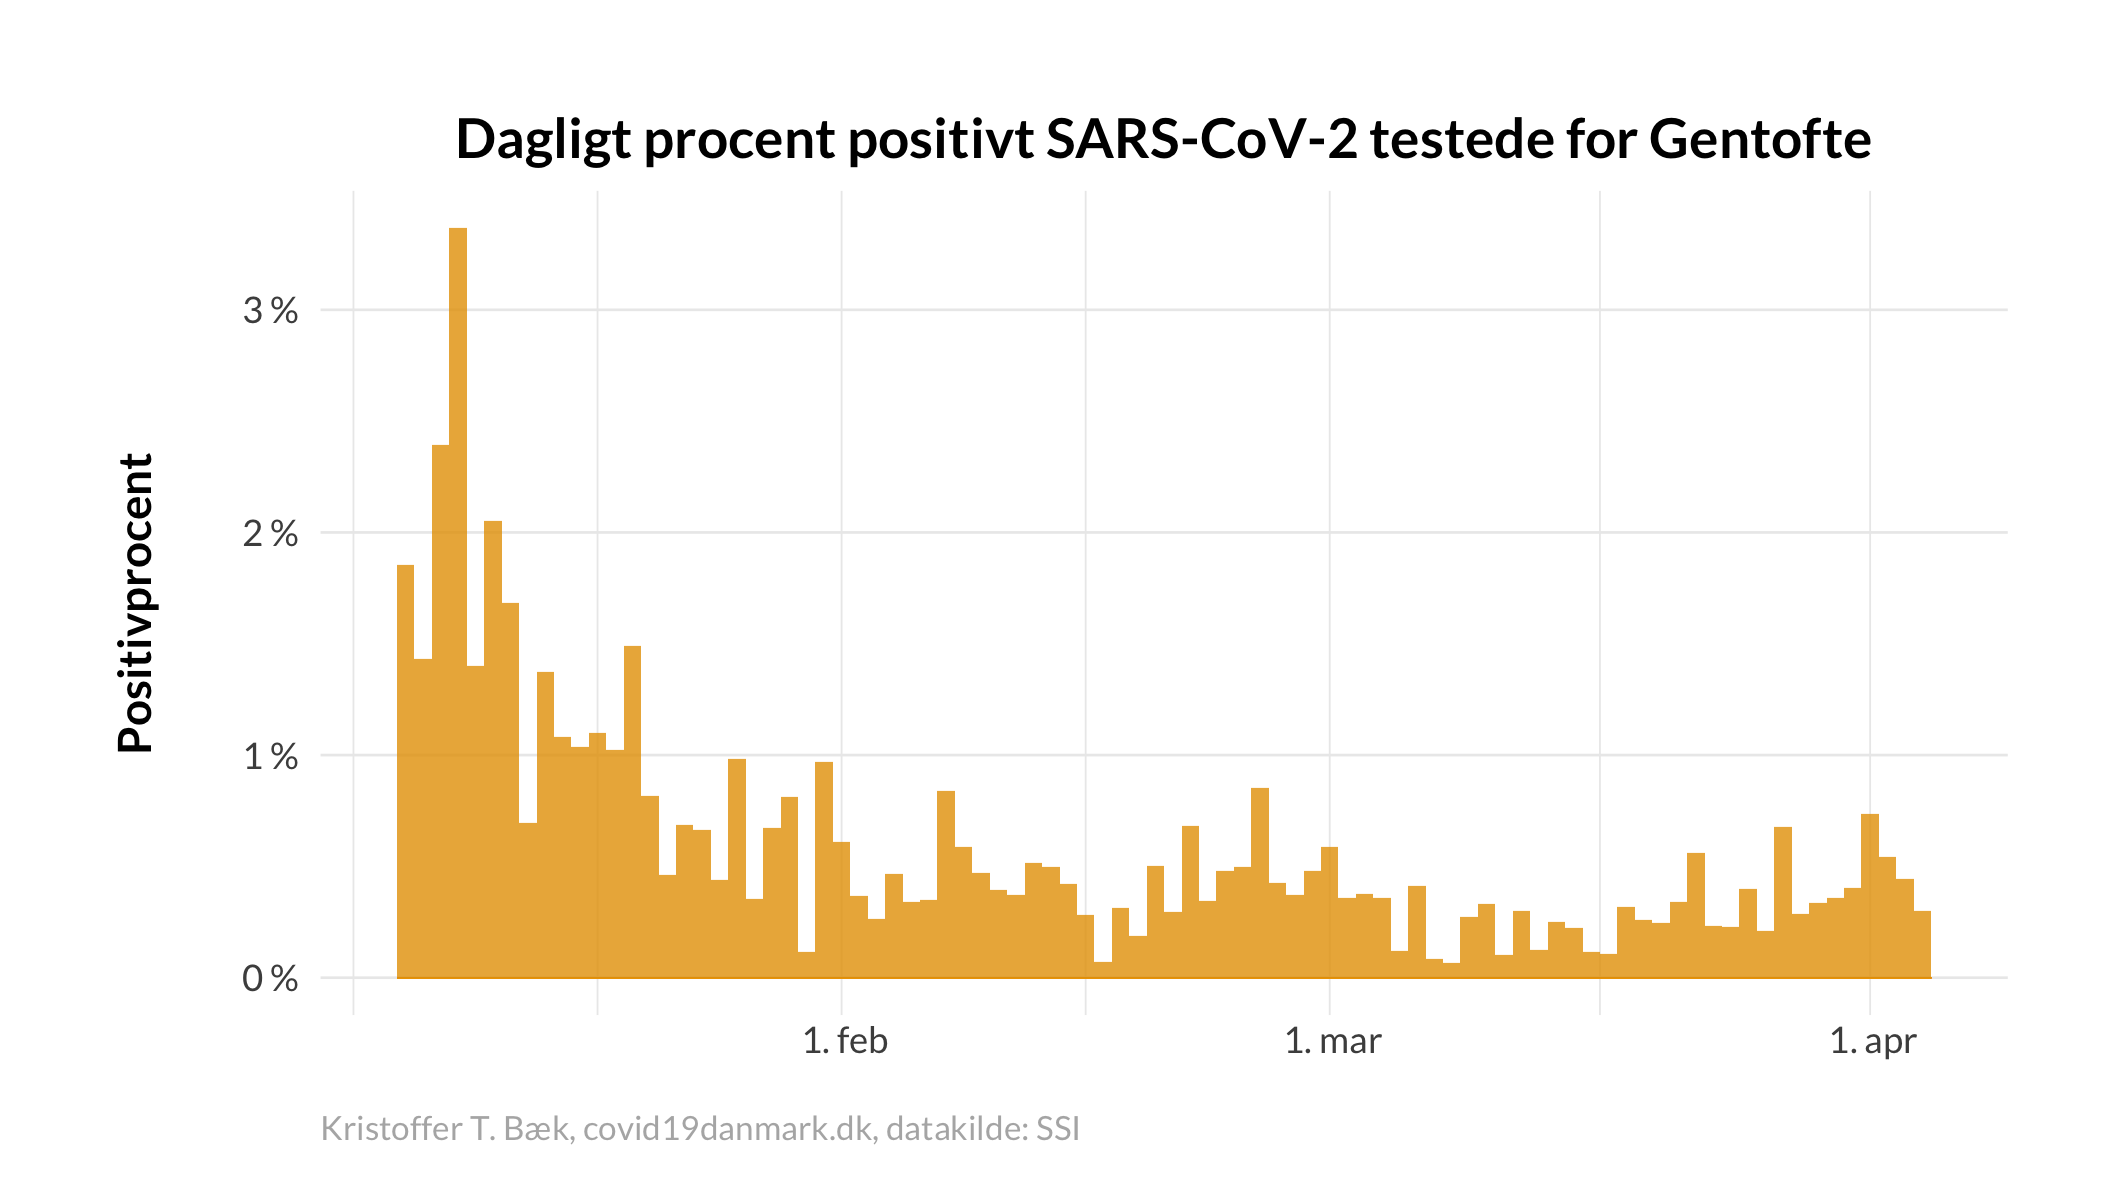 Dagligt procent positivt SARS-CoV-2 testede for Gentofte
Positivprocent
3 %
2 %
1 %
0 %
1. feb
1. mar
1. apr
Kristoffer T. Bæk, covid19danmark.dk, datakilde: SSI